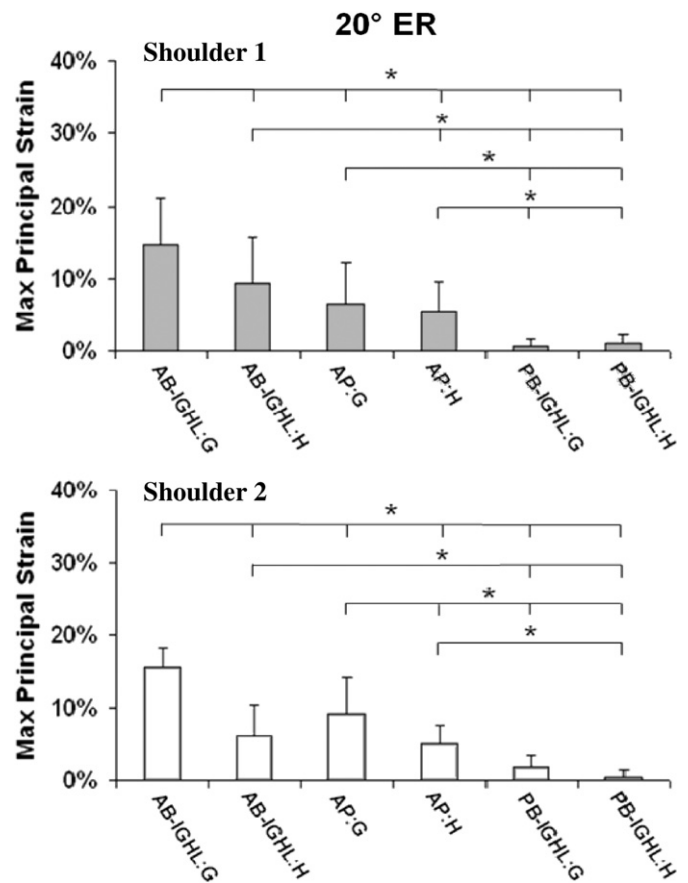 20° ER
Shoulder 1
Max Principal Strain
40%
*
30%
*
*
20%
*
10%
0%
AB-IGHL:G
AB-IGHL:H
AP:G
AP:H
PB-IGHL:G
PB-IGHL:H
Shoulder 2
Max Principal Strain
40%
*
30%
*
*
20%
*
10%
0%
AB-IGHL:G
AB-IGHL:H
AP:G
AP:H
PB-IGHL:G
PB-IGHL:H